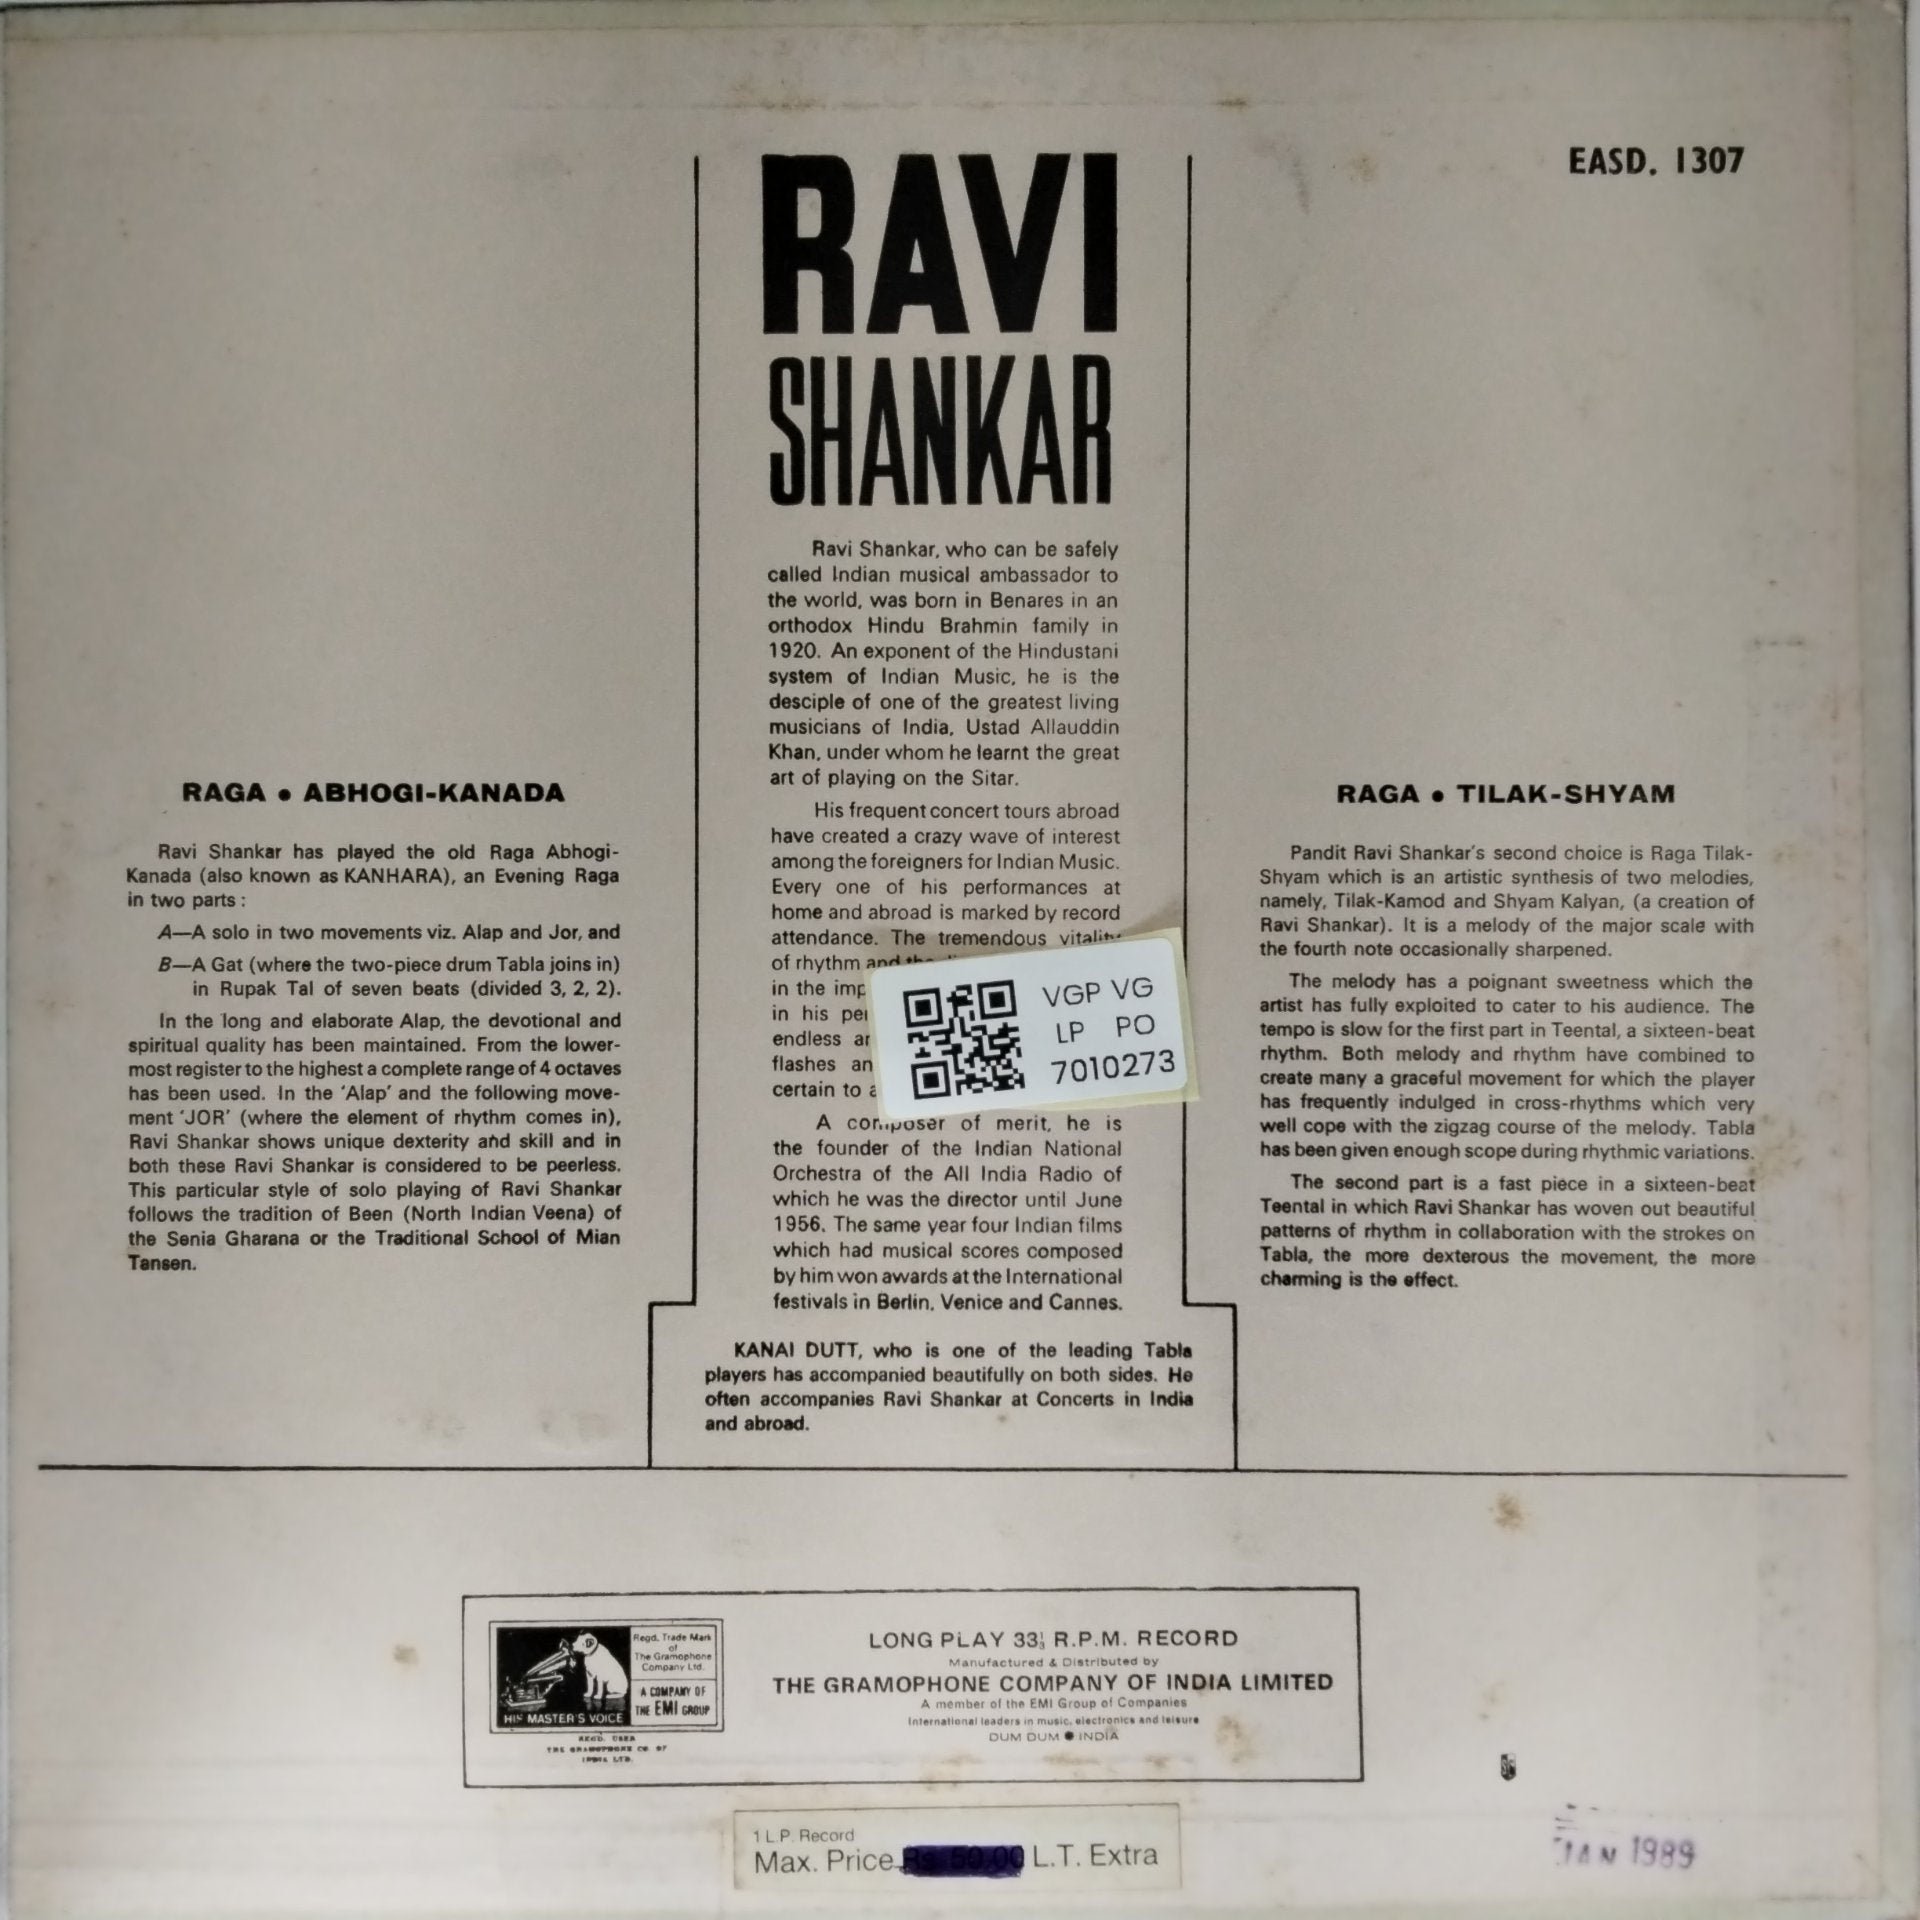 EASD. 1307
RAVI
SHANKAR
Ravi Shankar, who can be safely
called Indian musical ambassador to
the world, was born in Benares in an
orthodox Hindu Brahmin family in
1920. An exponent of the Hindustani
system of Indian Music, he is the
desciple of one of the greatest living
musicians of India, Ustad Allauddin
Khan, under whom he learnt the great
art of playing on the Sitar.
His frequent concert tours abroad
have created a crazy wave of interest
among the foreigners for Indian Music.
Every one of his performances at
home and abroad is marked by record
attendance. The tremendous vitality
of rhythm and the
in the
in his
endless
flashes
certain to
VGP VG
LP PO
7010273
A composer of merit, he is
the founder of the Indian National
Orchestra of the All India Radio of
which he was the director until June
1956. The same year four Indian films
which had musical scores composed
by him won awards at the International
festivals in Berlin, Venice and Cannes.
KANAI DUTT, who is one of the leading Tabla
players has accompanied beautifully on both sides. He
often accompanies Ravi Shankar at Concerts in India
and abroad.
RAGA • ABHOGI-KANADA
Ravi Shankar has played the old Raga Abhogi-
Kanada (also known as KANHARA), an Evening Raga
in two parts :
A—A solo in two movements viz. Alap and Jor, and
B—A Gat (where the two-piece drum Tabla joins in)
in Rupak Tal of seven beats (divided 3, 2, 2).
In the long and elaborate Alap, the devotional and
spiritual quality has been maintained. From the lower-
most register to the highest a complete range of 4 octaves
has been used. In the ‘Alap’ and the following move-
ment ‘JOR’ (where the element of rhythm comes in),
Ravi Shankar shows unique dexterity and skill and in
both these Ravi Shankar is considered to be peerless.
This particular style of solo playing of Ravi Shankar
follows the tradition of Been (North Indian Veena) of
the Senia Gharana or the Traditional School of Mian
Tansen.
RAGA • TILAK-SHYAM
Pandit Ravi Shankar’s second choice is Raga Tilak-
Shyam which is an artistic synthesis of two melodies,
namely, Tilak-Kamod and Shyam Kalyan, (a creation of
Ravi Shankar). It is a melody of the major scale with
the fourth note occasionally sharpened.
The melody has a poignant sweetness which the
artist has fully exploited to cater to his audience. The
tempo is slow for the first part in Teental, a sixteen-beat
rhythm. Both melody and rhythm have combined to
create many a graceful movement for which the player
has frequently indulged in cross-rhythms which very
well cope with the zigzag course of the melody. Tabla
has been given enough scope during rhythmic variations.
The second part is a fast piece in a sixteen-beat
Teental in which Ravi Shankar has woven out beautiful
patterns of rhythm in collaboration with the strokes on
Tabla, the more dexterous the movement, the more
charming is the effect.
HIS MASTER'S VOICE
Regd. Trade Mark
of
The Gramophone
Company Ltd.
A COMPANY OF
THE EMI GROUP
REGD. USER
THE GRAMOPHONE CO. OF
INDIA LTD.
LONG PLAY 33⅓ R.P.M. RECORD
Manufactured & Distributed by
THE GRAMOPHONE COMPANY OF INDIA LIMITED
A member of the EMI Group of Companies
International leaders in music, electronics and leisure
DUM DUM ● INDIA
1 L.P. Record
Max. Price Rs. 50.00 L.T. Extra
JAN 1989